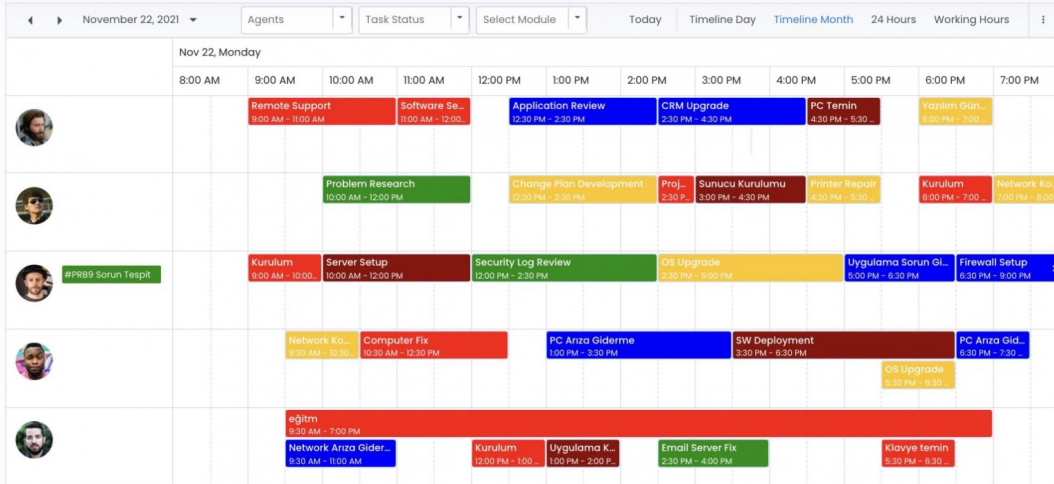 November 22, 2021
Agents
Task Status
Select Module
Today
Timeline Day
Timeline Month
24 Hours
Working Hours
Nov 22, Monday
8:00 AM
9:00 AM
10:00 AM
11:00 AM
12:00 PM
1:00 PM
2:00 PM
3:00 PM
4:00 PM
5:00 PM
6:00 PM
7:00 PM
Remote Support
9:00 AM - 11:00 AM
Software Se...
11:00 AM - 12:00...
Application Review
12:30 PM - 2:30 PM
CRM Upgrade
2:30 PM - 4:30 PM
PC Temin
4:30 PM - 5:30 ...
Yazılım Gün...
6:00 PM - 7:00 ...
Problem Research
10:00 AM - 12:00 PM
Change Plan Development
12:30 PM - 2:30 PM
Proj...
2:30 P...
Sunucu Kurulumu
3:00 PM - 4:30 PM
Printer Repair
4:30 PM - 5:30 ...
Kurulum
6:00 PM - 7:00 ...
Network Ko...
7:00 PM - 8:00
#PRB9 Sorun Tespit
Kurulum
9:00 AM - 10:00...
Server Setup
10:00 AM - 12:00 PM
Security Log Review
12:00 PM - 2:30 PM
OS Upgrade
2:30 PM - 5:00 PM
Uygulama Sorun Gi...
5:00 PM - 6:30 PM
Firewall Setup
6:30 PM - 9:00 PM
Network Ko...
9:30 AM - 10:30...
Computer Fix
10:30 AM - 12:30 PM
PC Arıza Giderme
1:00 PM - 3:30 PM
SW Deployment
3:30 PM - 6:30 PM
PC Arıza Gid...
6:30 PM - 7:30 ...
OS Upgrade
5:30 PM - 6:30 ...
eğitm
9:30 AM - 7:00 PM
Network Arıza Gider...
9:30 AM - 11:00 AM
Kurulum
12:00 PM - 1:00 ...
Uygulama K...
1:00 PM - 2:00 P...
Email Server Fix
2:30 PM - 4:00 PM
Klavye temin
5:30 PM - 6:30 ...